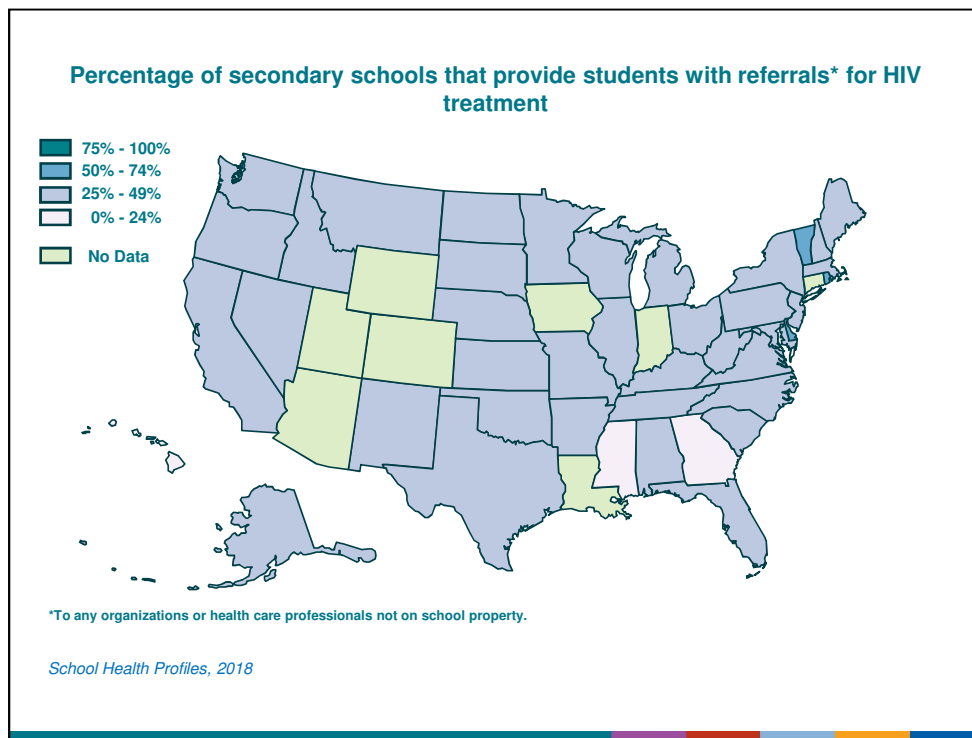 Percentage of secondary schools that provide students with referrals* for HIV
treatment
75% - 100%
50% - 74%
25% - 49%
0% - 24%
No Data
*To any organizations or health care professionals not on school property.
School Health Profiles, 2018